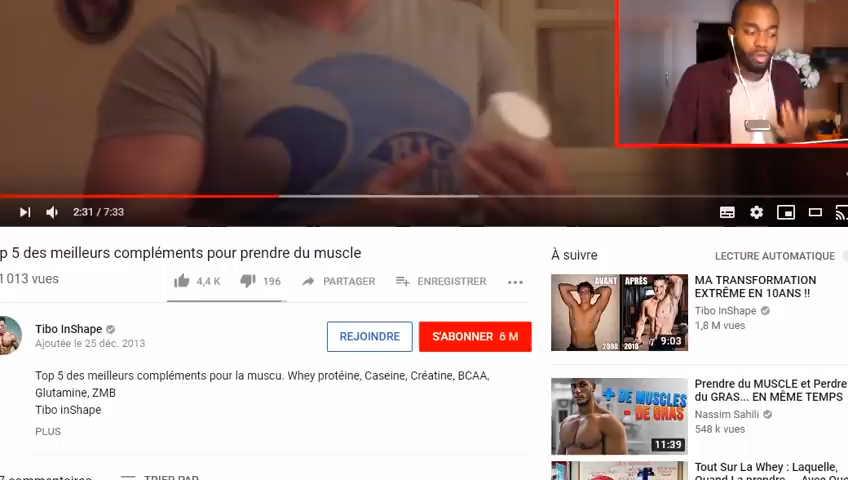 RIC
2:31 / 7:33
p 5 des meilleurs compléments pour prendre du muscle
1 013 vues
4,4 K
196
PARTAGER
ENREGISTRER
Tibo InShape
Ajoutée le 25 déc. 2013
REJOINDRE
S'ABONNER 6 M
Top 5 des meilleurs compléments pour la muscu. Whey protéine, Caseine, Créatine, BCAA,
Glutamine, ZMB
Tibo inShape
PLUS
À suivre
LECTURE AUTOMATIQUE
AVANT
APRÈS
2008
2018
9:03
MA TRANSFORMATION
EXTRÊME EN 10ANS !!
Tibo InShape
1,8 M vues
+ DE MUSCLES
- DE GRAS
11:39
Prendre du MUSCLE et Perdre
du GRAS... EN MÊME TEMPS
Nassim Sahili
548 k vues
Tout Sur La Whey : Laquelle,